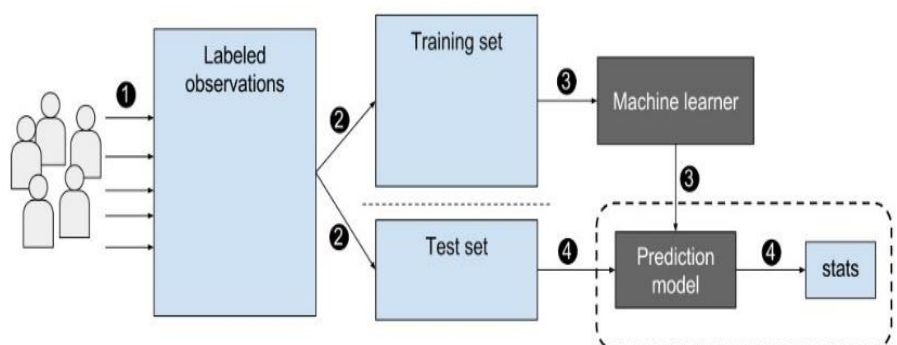 Labeled
observations
Training set
Machine learner
Test set
Prediction
model
stats
1
2
2
3
3
4
4